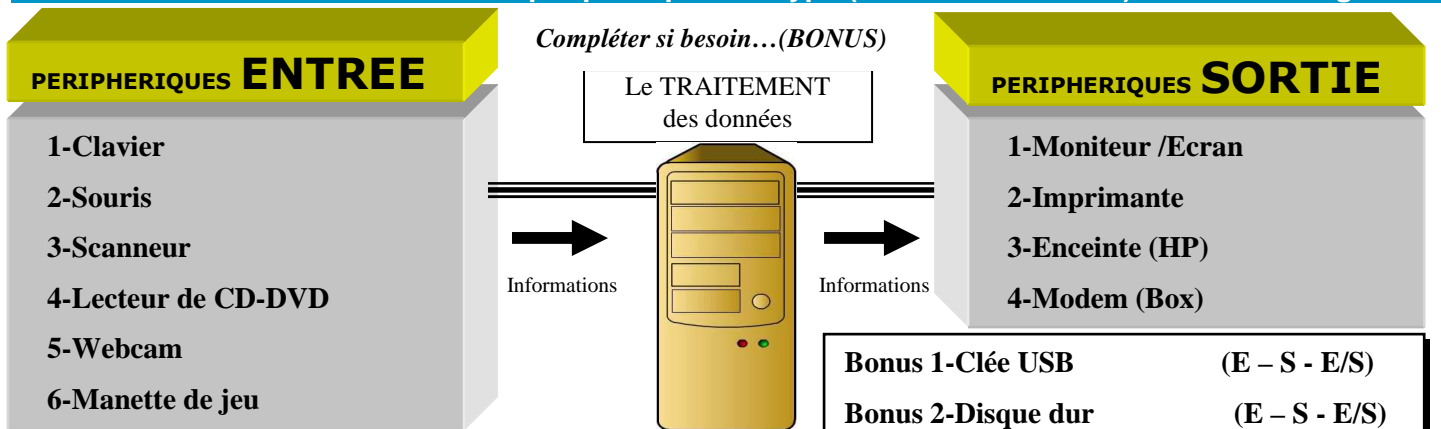 Compléter si besoin…(BONUS)
PERIPHERIQUES ENTREE
1-Clavier
2-Souris
3-Scanneur
4-Lecteur de CD-DVD
5-Webcam
6-Manette de jeu
Le TRAITEMENT
des données
Informations
Informations
PERIPHERIQUES SORTIE
1-Moniteur /Ecran
2-Imprimante
3-Enceinte (HP)
4-Modem (Box)
Bonus 1-Clée USB (E – S - E/S)
Bonus 2-Disque dur (E – S - E/S)